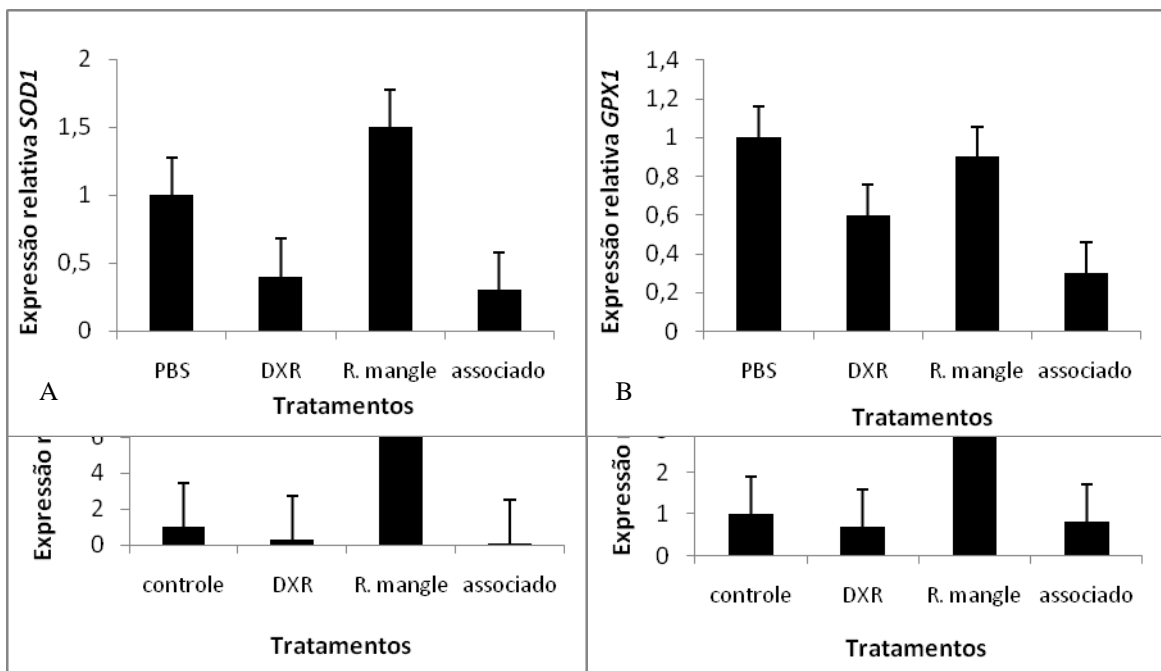 Expressão relativa SOD1
2
1,5
1
0,5
0
PBS DXR R. mangle associado
A
Tratamentos
Expressão relativa GPX1
1,4
1,2
1
0,8
0,6
0,4
0,2
0
PBS DXR R. mangle associado
B
Tratamentos
4
2
0
controle DXR R. mangle associado
Tratamentos
2
1
0
controle DXR R. mangle associado
Tratamentos